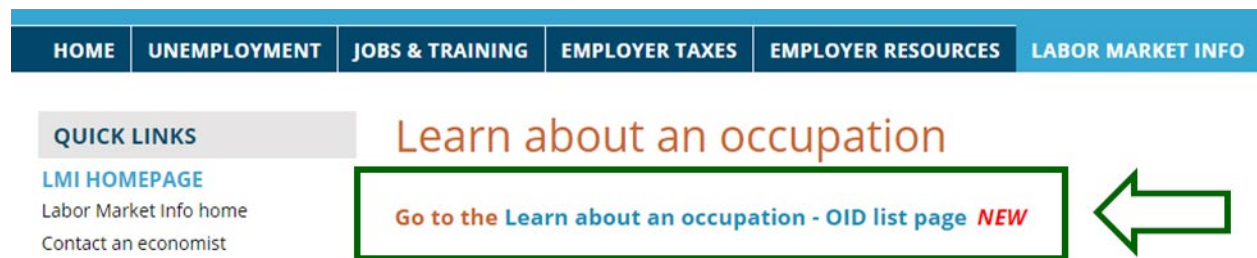 HOME UNEMPLOYMENT JOBS & TRAINING EMPLOYER TAXES EMPLOYER RESOURCES LABOR MARKET INFO
QUICK LINKS
LMI HOMEPAGE
Labor Market Info home
Contact an economist
Learn about an occupation
Go to the Learn about an occupation - OID list page NEW